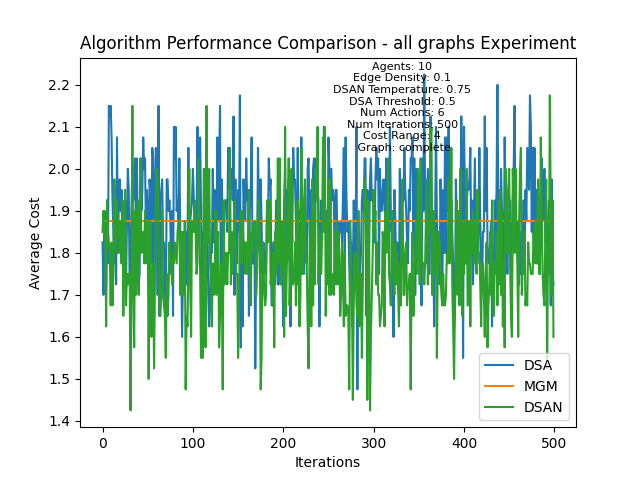 Algorithm Performance Comparison - all graphs Experiment
Agents: 10
Edge Density: 0.1
DSAN Temperature: 0.75
DSA Threshold: 0.5
Num Actions: 6
Num Iterations: 500
Cost Range: 4
Graph: complete
Average Cost
2.2
2.1
2.0
1.9
1.8
1.7
1.6
1.5
1.4
DSA
MGM
DSAN
0
100
200
300
400
500
Iterations